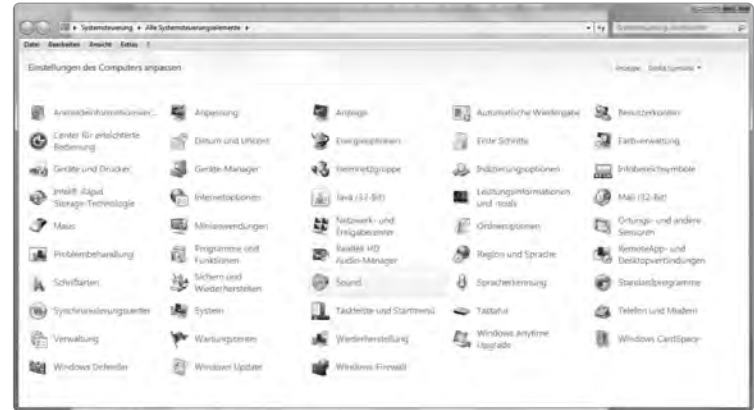 Systemsteuerung ▸ Alle Systemsteuerungselemente ▸
Datei Bearbeiten Ansicht Extras ?
Einstellungen des Computers anpassen
Anzeige:
Anmeldeinformationsver...
Anpassung
Anzeige
Automatische Wiedergabe
Benutzerkonten
Center für erleichterte
Bedienung
Datum und Uhrzeit
Energieoptionen
Erste Schritte
Farbverwaltung
Geräte und Drucker
Geräte-Manager
Heimnetzgruppe
Indizierungsoptionen
Infobereichsymbole
Intel® Rapid
Storage-Technologie
Internetoptionen
Java (32-Bit)
Leistungsinformationen
und -tools
Mail (32-Bit)
Maus
Minianwendungen
Netzwerk- und
Freigabecenter
Ordneroptionen
Ortungs- und andere
Sensoren
Problembehandlung
Programme und
Funktionen
Realtek HD
Audio-Manager
Region und Sprache
RemoteApp- und
Desktopverbindungen
Schriftarten
Sichern und
Wiederherstellen
Sound
Spracherkennung
Standardprogramme
Synchronisierungscenter
System
Taskleiste und Startmenü
Tastatur
Telefon und Modem
Verwaltung
Wartungscenter
Wiederherstellung
Windows Anytime
Upgrade
Windows CardSpace
Windows Defender
Windows Update
Windows-Firewall